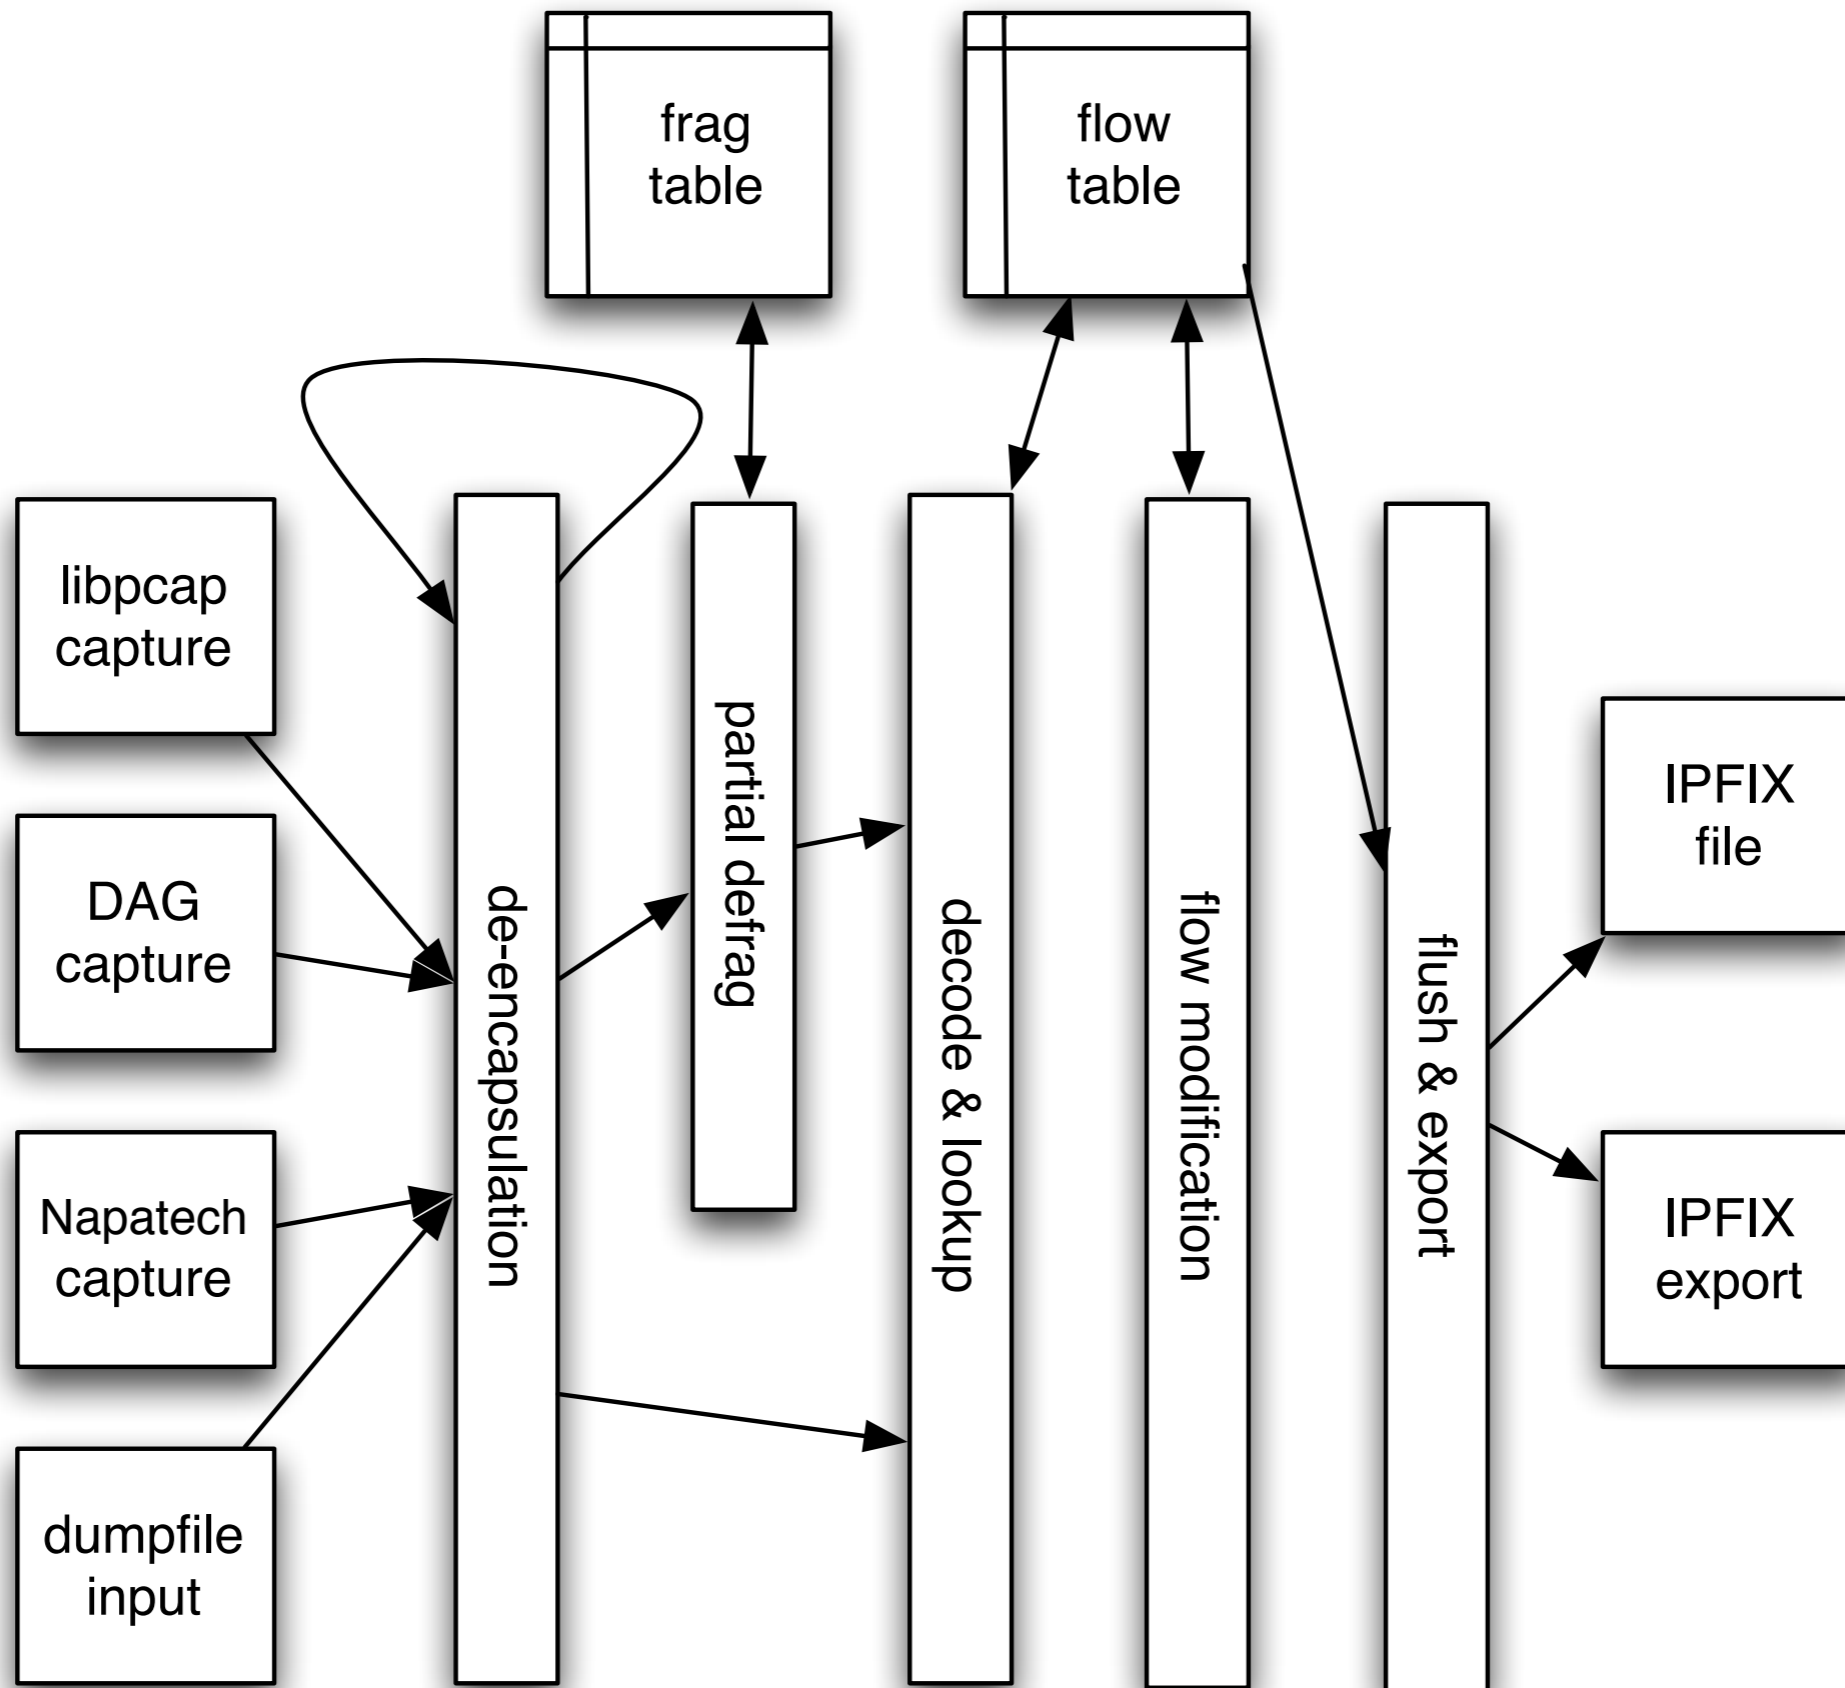 frag
table
flow
table
libpcap
capture
DAG
capture
Napatech
capture
dumpfile
input
de-encapsulation
partial defrag
decode & lookup
flow modification
flush & export
IPFIX
file
IPFIX
export